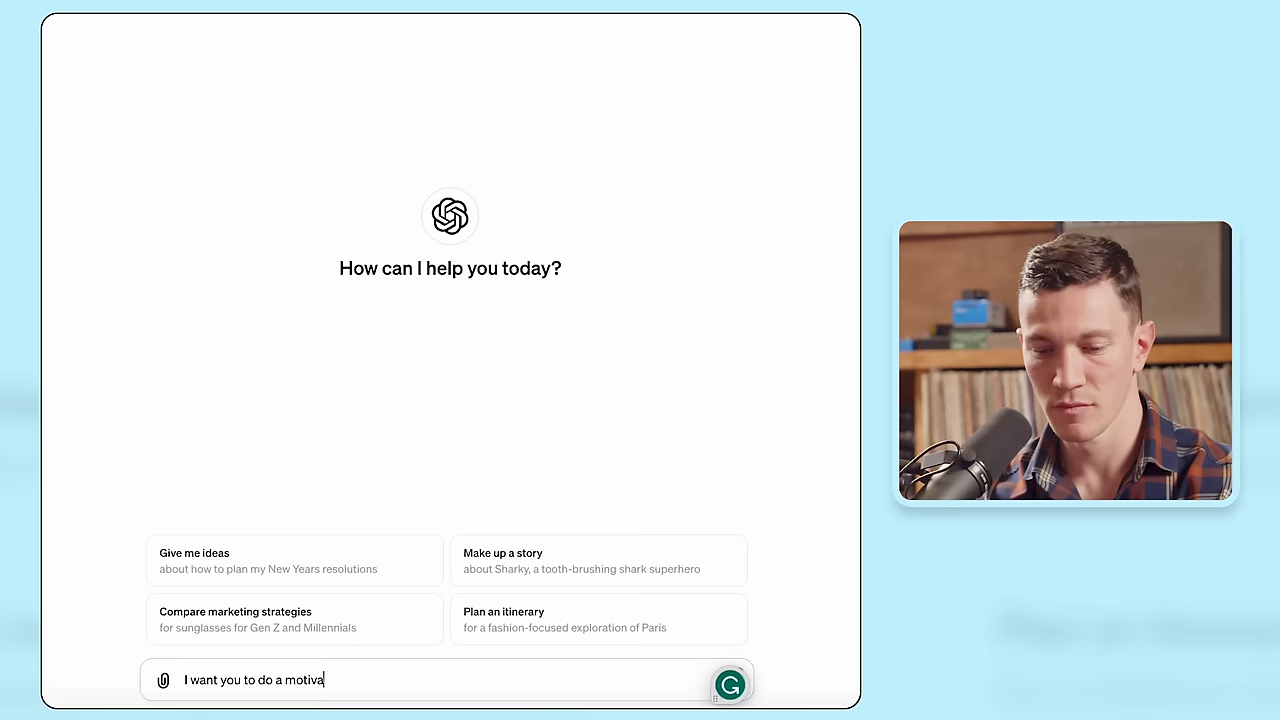 How can I help you today?
Give me ideas
about how to plan my New Years resolutions
Make up a story
about Sharky, a tooth-brushing shark superhero
Compare marketing strategies
for sunglasses for Gen Z and Millennials
Plan an itinerary
for a fashion-focused exploration of Paris
I want you to do a motiva